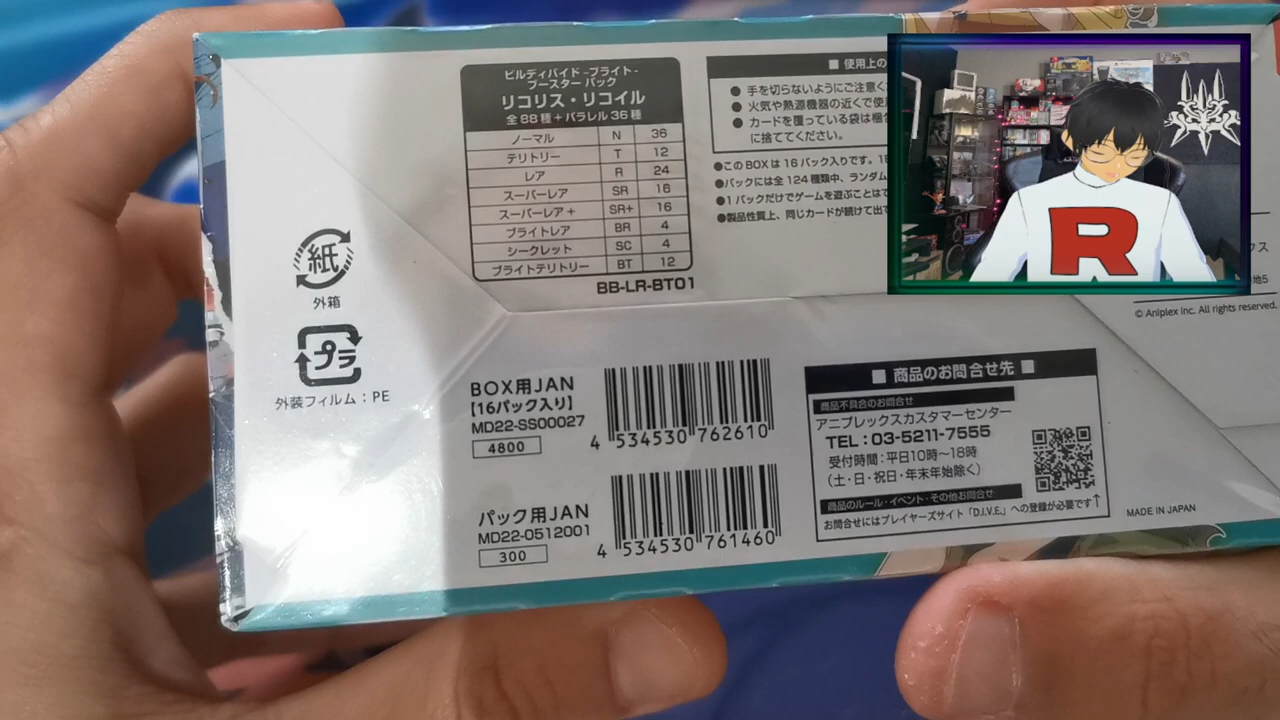 ビルディバイド -ブライト-
ブースター パック
リコリス・リコイル
全88種+パラレル36種
ノーマル N 36
テリトリー T 12
レア R 24
スーパーレア SR 16
スーパーレア+ SR+ 16
ブライトレア BR 4
シークレット SC 4
ブライトテリトリー BT 12
BB-LR-BT01
■ 使用上の
● 手を切らないようにご注意く
● 火気や熱源機器の近くで使
● カードを覆っている袋は梱包
に捨ててください。
●このBOXは16パック入りです。
●パックには全124種類中、ランダム
●1パックだけでゲームを遊ぶことは
●製品性質上、同じカードが続けて出
R
クス
地5
© Aniplex Inc. All rights reserved.
紙
外箱
プラ
外装フィルム:PE
BOX用JAN
【16パック入り】
MD22-SS00027
4800
4 534530 762610
パック用JAN
MD22-0512001
300
4 534530 761460
■ 商品のお問合せ先 ■
商品不具合のお問合せ
アニプレックスカスタマーセンター
TEL:03-5211-7555
受付時間:平日10時~18時
(土・日・祝日・年末年始除く)
商品のルール・イベント・その他お問合せ
お問合せにはプレイヤーズサイト「D.I.V.E.」への登録が必要です↑
MADE IN JAPAN